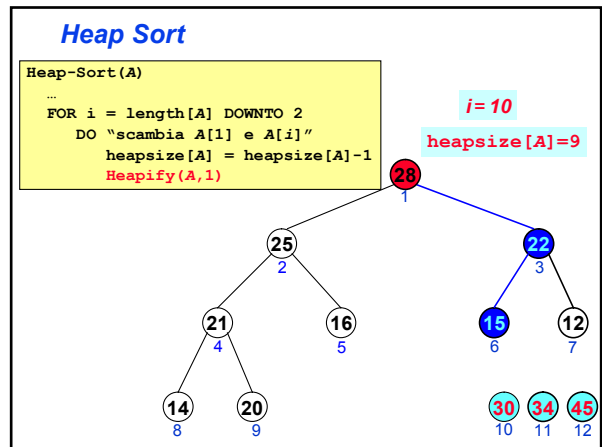 Heap Sort
Heap-Sort(A)
…
FOR i = length[A] DOWNTO 2
DO “scambia A[1] e A[i]”
heapsize[A] = heapsize[A]-1
Heapify(A,1)
i= 10
heapsize[A]=9
28
1
25 22
2 3
21 16 15 12
4 5 6 7
14 20 30 34 45
8 9 10 11 12